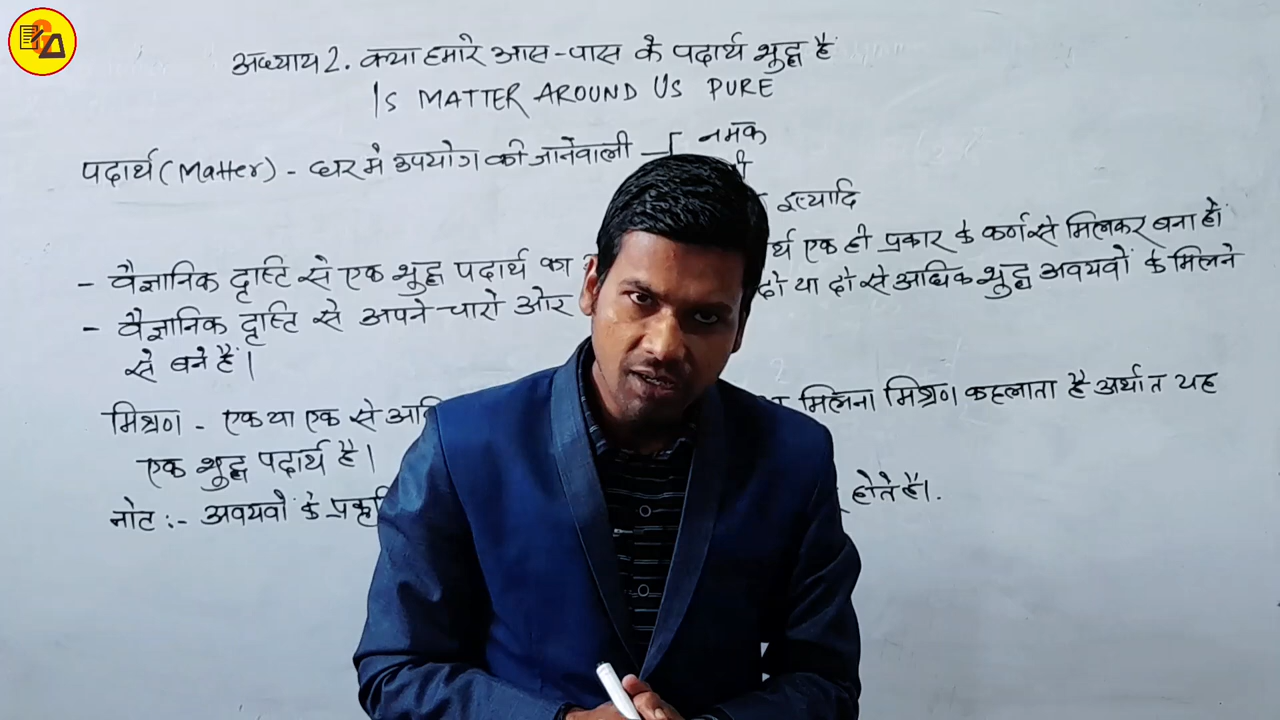 अध्याय 2. क्या हमारे आस-पास के पदार्थ शुद्ध है
IS MATTER AROUND US PURE
पदार्थ (Matter) - घर में उपयोग की जानेवाली नमक
इत्यादि
- वैज्ञानिक दृष्टि से एक शुद्ध पदार्थ का एक ही प्रकार के कणों से मिलकर बना हो
- वैज्ञानिक दृष्टि से अपने चारो ओर दो या दो से अधिक शुद्ध अवयवों के मिलने
से बने हैं।
मिश्रण - एक या एक से मिलना मिश्रण कहलाता है अर्थात यह
एक शुद्ध पदार्थ है।
नोट :- अवयवों के होते हैं।